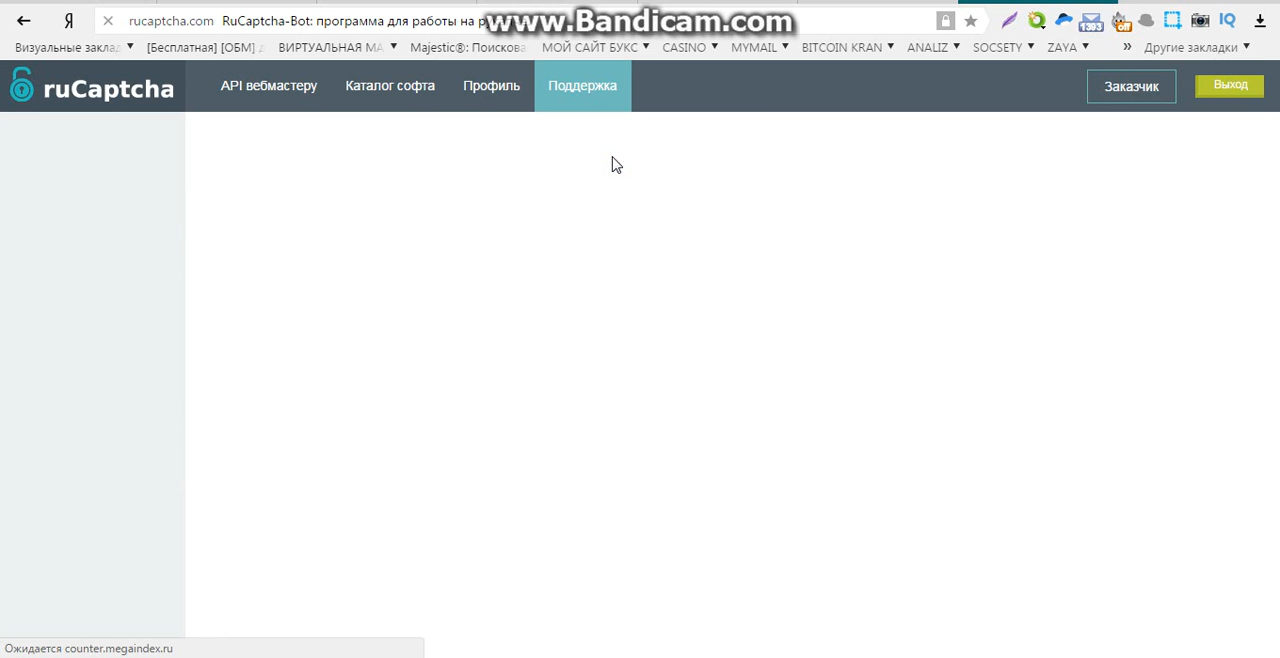 www.Bandicam.com
Я rucaptcha.com RuCaptcha-Bot: программа для работы на
Визуальные заклад [Бесплатная] [ОБМ] ВИРТУАЛЬНАЯ МА Majestic®: Поискова МОЙ САЙТ БУКС CASINO MYMAIL BITCOIN KRAN ANALIZ SOCSETY ZAYA » Другие закладки
ruCaptcha API вебмастеру Каталог софта Профиль Поддержка Заказчик Выход
Ожидается counter.megaindex.ru